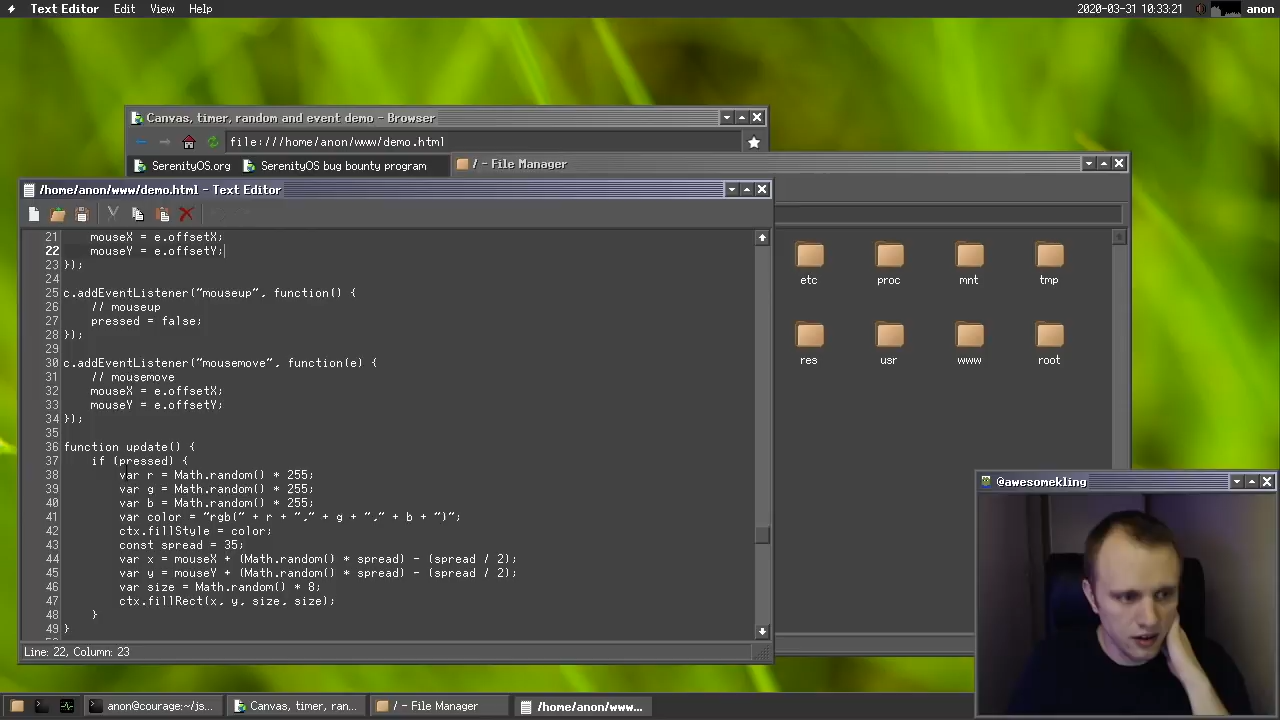 Text Editor Edit View Help 2020-03-31 10:33:21 anon
Canvas, timer, random and event demo - Browser
file:///home/anon/www/demo.html
SerenityOS.org SerenityOS bug bounty program
/ - File Manager
/home/anon/www/demo.html - Text Editor
21 mouseX = e.offsetX;
22 mouseY = e.offsetY;
23 });
24
25 c.addEventListener("mouseup", function() {
26 // mouseup
27 pressed = false;
28 });
29
30 c.addEventListener("mousemove", function(e) {
31 // mousemove
32 mouseX = e.offsetX;
33 mouseY = e.offsetY;
34 });
35
36 function update() {
37 if (pressed) {
38 var r = Math.random() * 255;
39 var g = Math.random() * 255;
40 var b = Math.random() * 255;
41 var color = "rgb(" + r + "," + g + "," + b + ")";
42 ctx.fillStyle = color;
43 const spread = 35;
44 var x = mouseX + (Math.random() * spread) - (spread / 2);
45 var y = mouseY + (Math.random() * spread) - (spread / 2);
46 var size = Math.random() * 8;
47 ctx.fillRect(x, y, size, size);
48 }
49 }
Line: 22, Column: 23
etc proc mnt tmp
res usr www root
@awesomekling
anon@courage:~/js... Canvas, timer, ran... / - File Manager /home/anon/www...